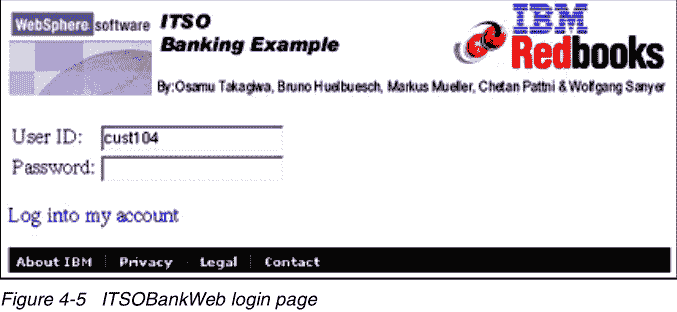 WebSphere software ITSO
Banking Example
IBM
Redbooks
By:Osamu Takagiwa, Bruno Huelbuesch, Markus Mueller, Chetan Pattni & Wolfgang Sanyer
User ID: cust104
Password:
Log into my account
About IBM Privacy Legal Contact
Figure 4-5 ITSOBankWeb login page